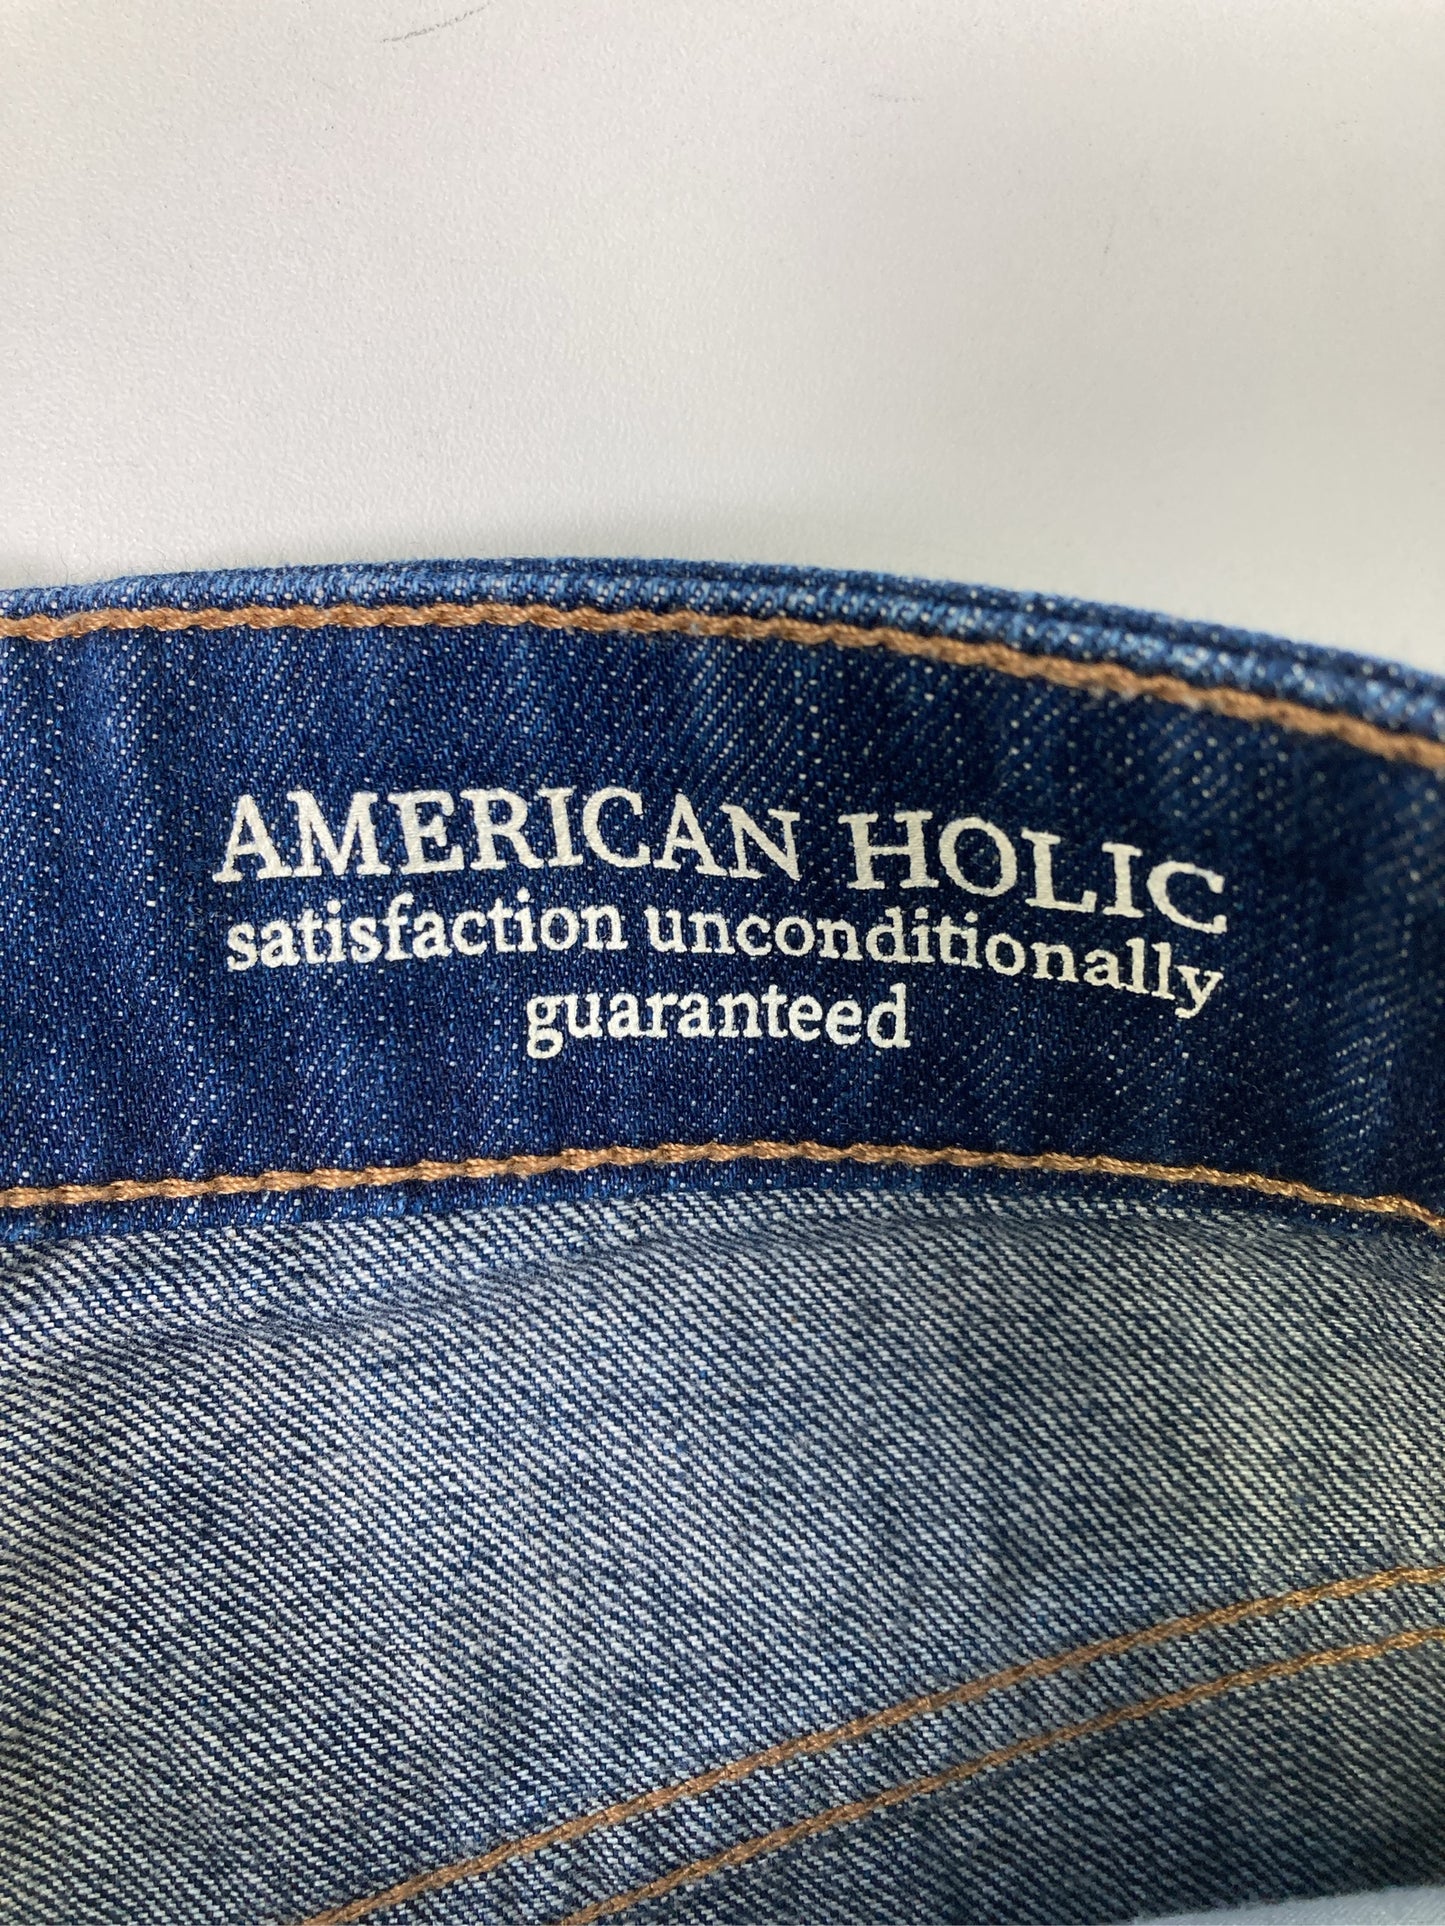 AMERICAN HOLIC
satisfaction unconditionally
guaranteed